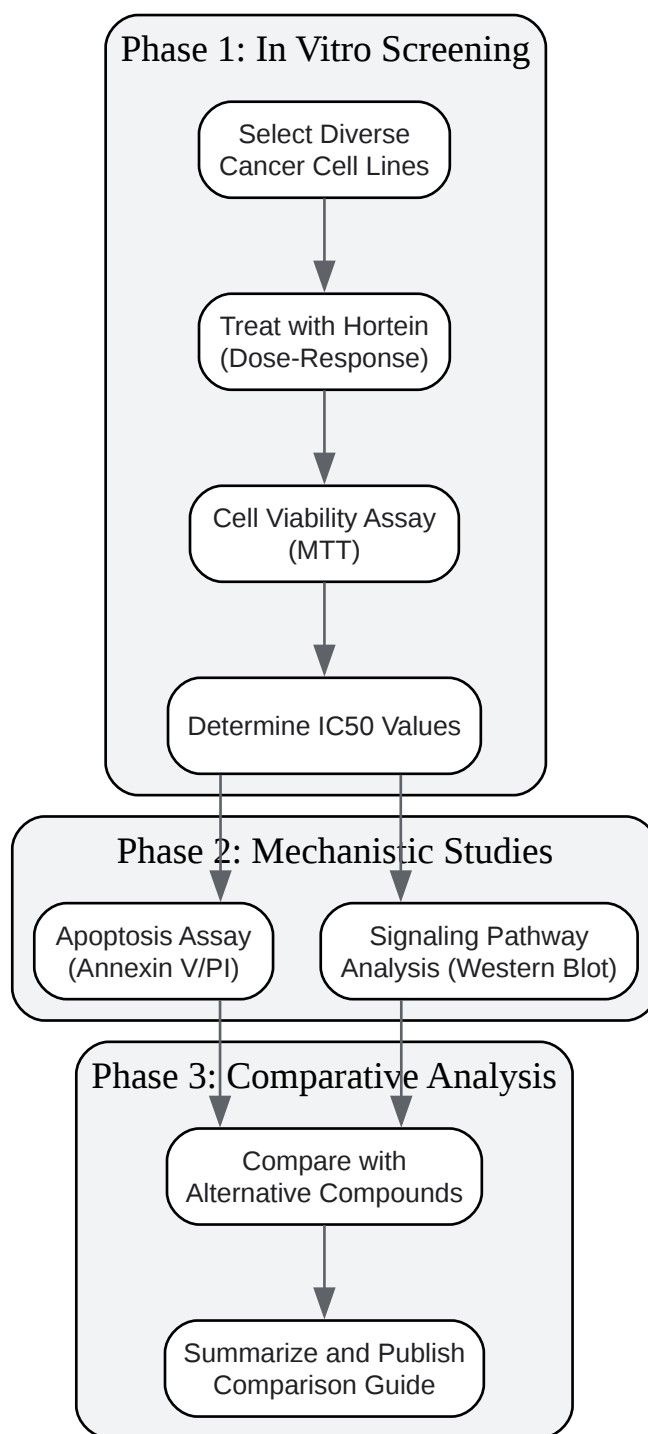 Phase 1: In Vitro Screening
Select Diverse
Cancer Cell Lines
Treat with Hortein
(Dose-Response)
Cell Viability Assay
(MTT)
Determine IC50 Values
Phase 2: Mechanistic Studies
Apoptosis Assay
(Annexin V/PI)
Signaling Pathway
Analysis (Western Blot)
Phase 3: Comparative Analysis
Compare with
Alternative Compounds
Summarize and Publish
Comparison Guide